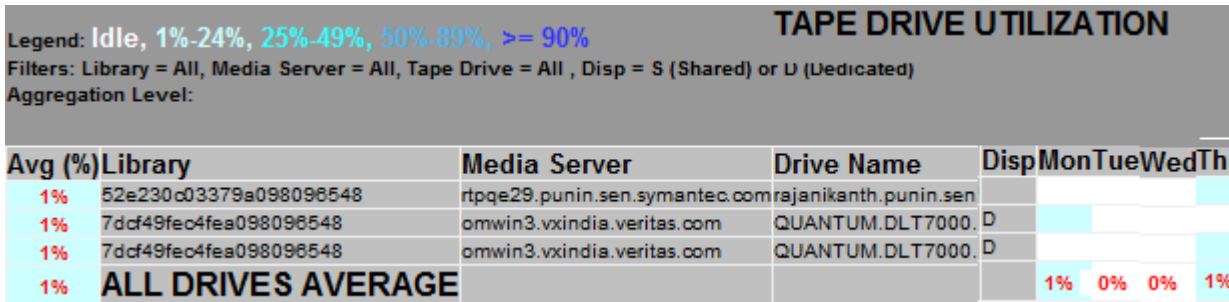 TAPE DRIVE UTILIZATION
Legend: Idle, 1%-24%, 25%-49%, 50%-89%, >= 90%
Filters: Library = All, Media Server = All, Tape Drive = All , Disp = S (Shared) or D (Dedicated)
Aggregation Level:
Avg (%) Library Media Server Drive Name Disp Mon Tue Wed Th
1% 52e230c03379a098096548 rtpqe29.punin.sen.symantec.com rajanikanth.punin.sen
1% 7dcf49fec4fea098096548 omwin3.vxindia.veritas.com QUANTUM.DLT7000. D
1% 7dcf49fec4fea098096548 omwin3.vxindia.veritas.com QUANTUM.DLT7000. D
1% ALL DRIVES AVERAGE 1% 0% 0% 1%